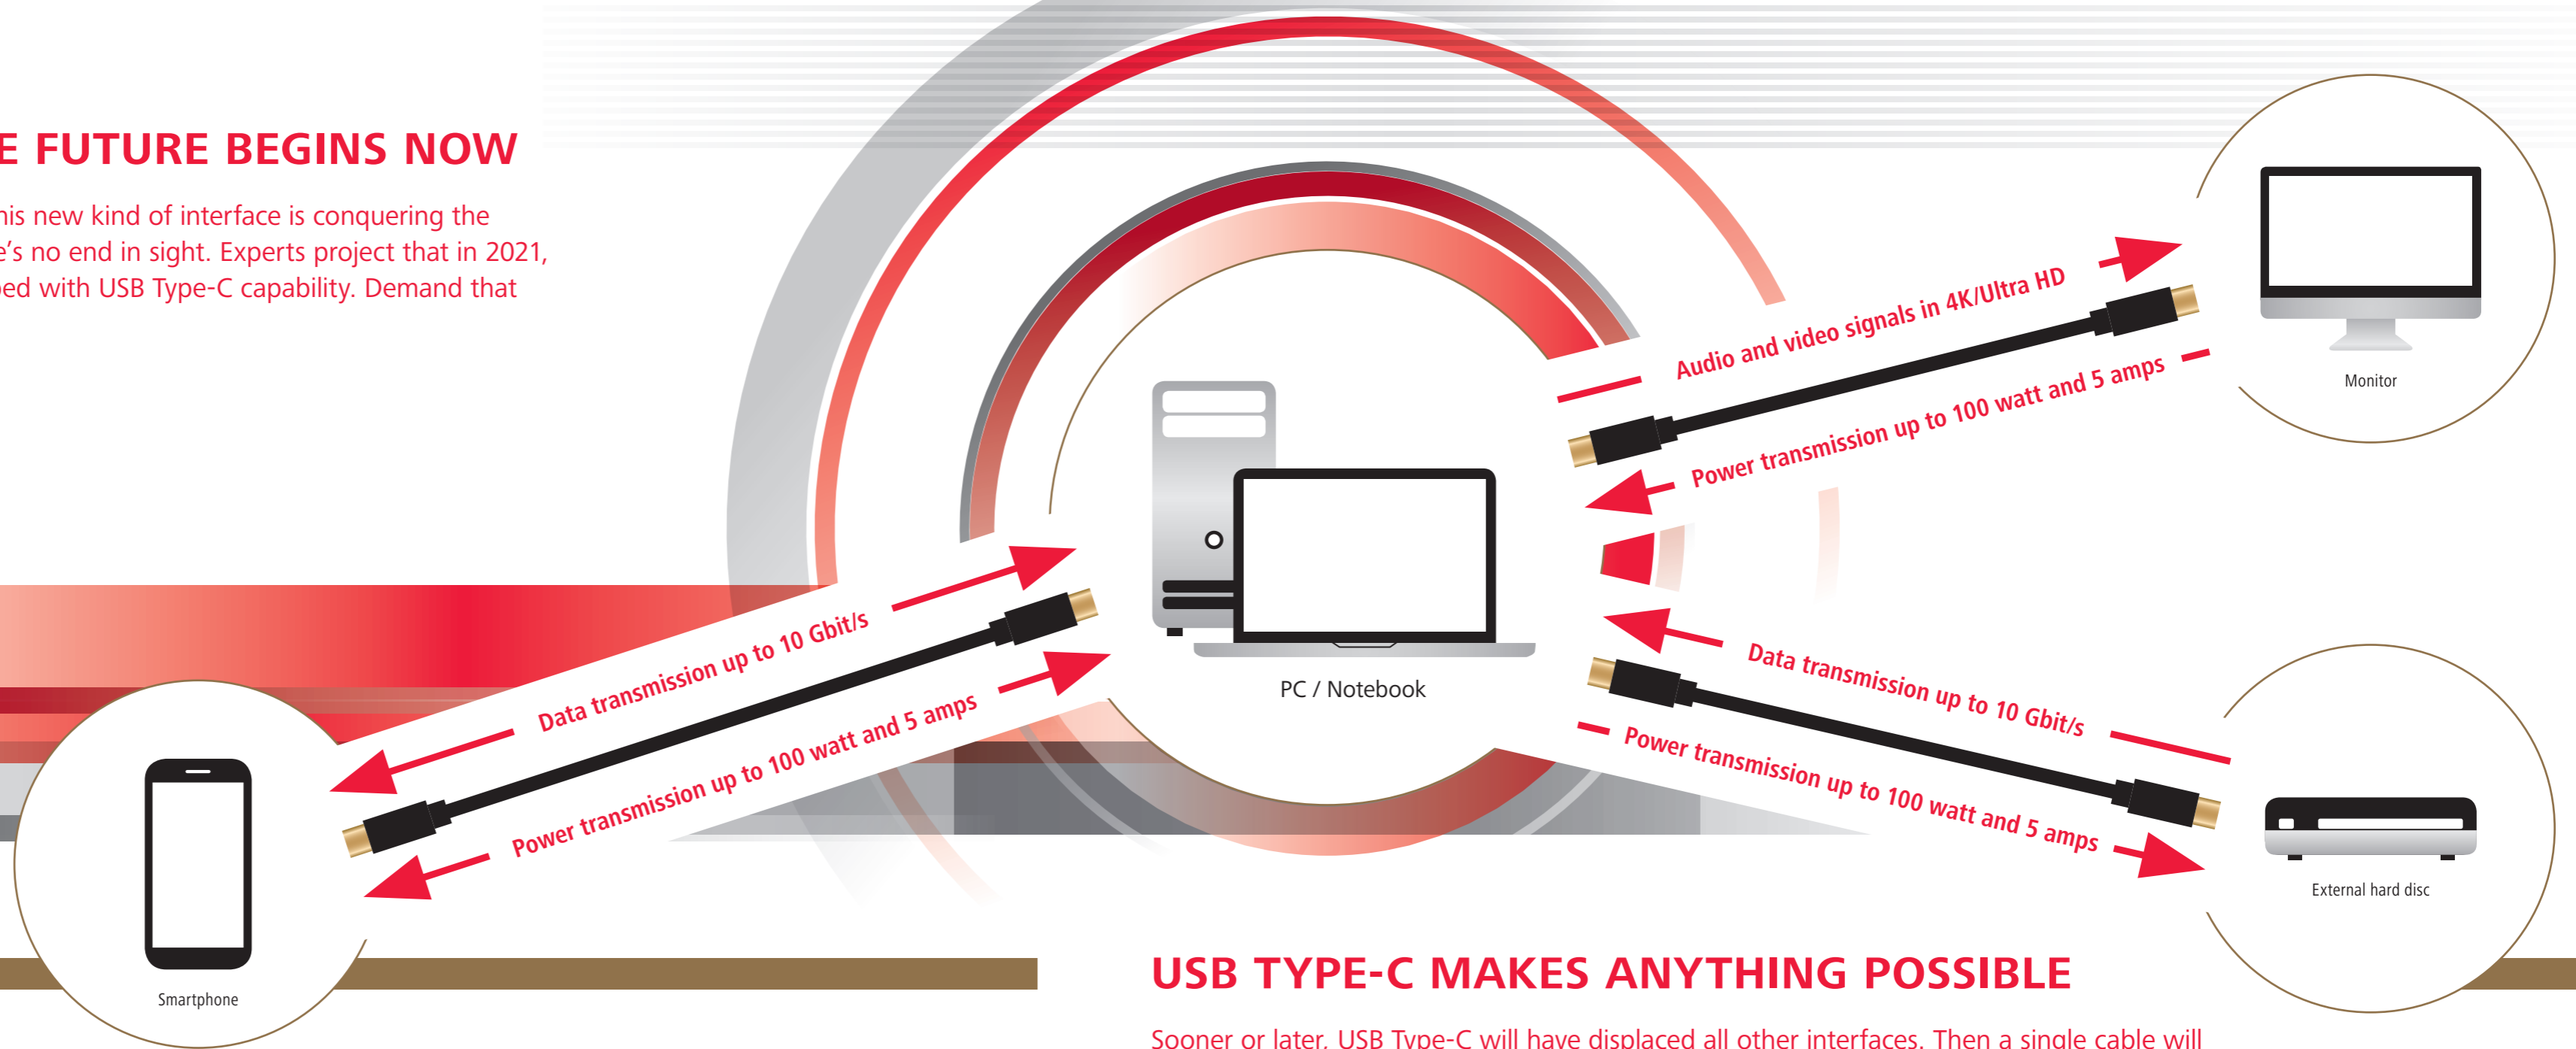 E FUTURE BEGINS NOW
his new kind of interface is conquering the
e's no end in sight. Experts project that in 2021,
ped with USB Type-C capability. Demand that
Audio and video signals in 4K/Ultra HD
Power transmission up to 100 watt and 5 amps
Monitor
PC / Notebook
Data transmission up to 10 Gbit/s
Power transmission up to 100 watt and 5 amps
Smartphone
Data transmission up to 10 Gbit/s
Power transmission up to 100 watt and 5 amps
External hard disc
USB TYPE-C MAKES ANYTHING POSSIBLE
Sooner or later, USB Type-C will have displaced all other interfaces. Then a single cable will